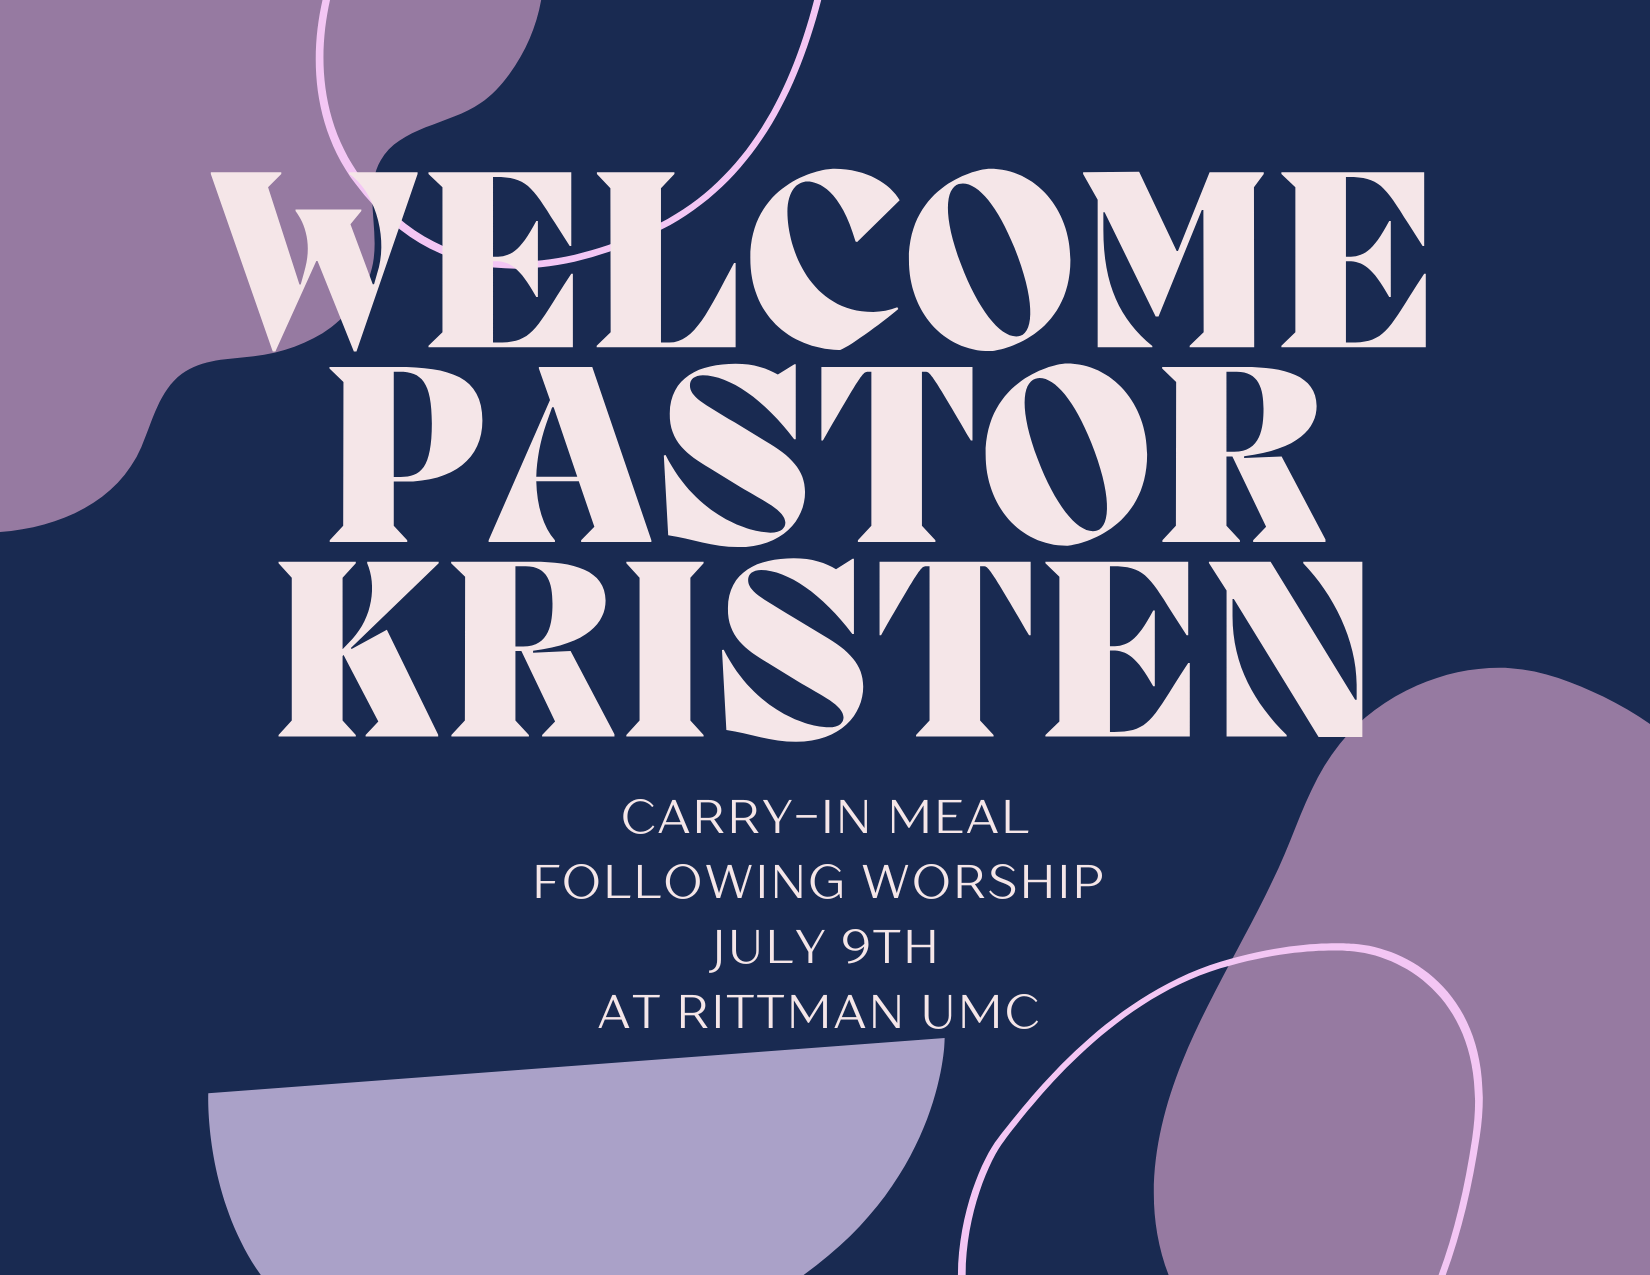 WELCOME
PASTOR
KRISTEN
CARRY-IN MEAL
FOLLOWING WORSHIP
JULY 9TH
AT RITTMAN UMC